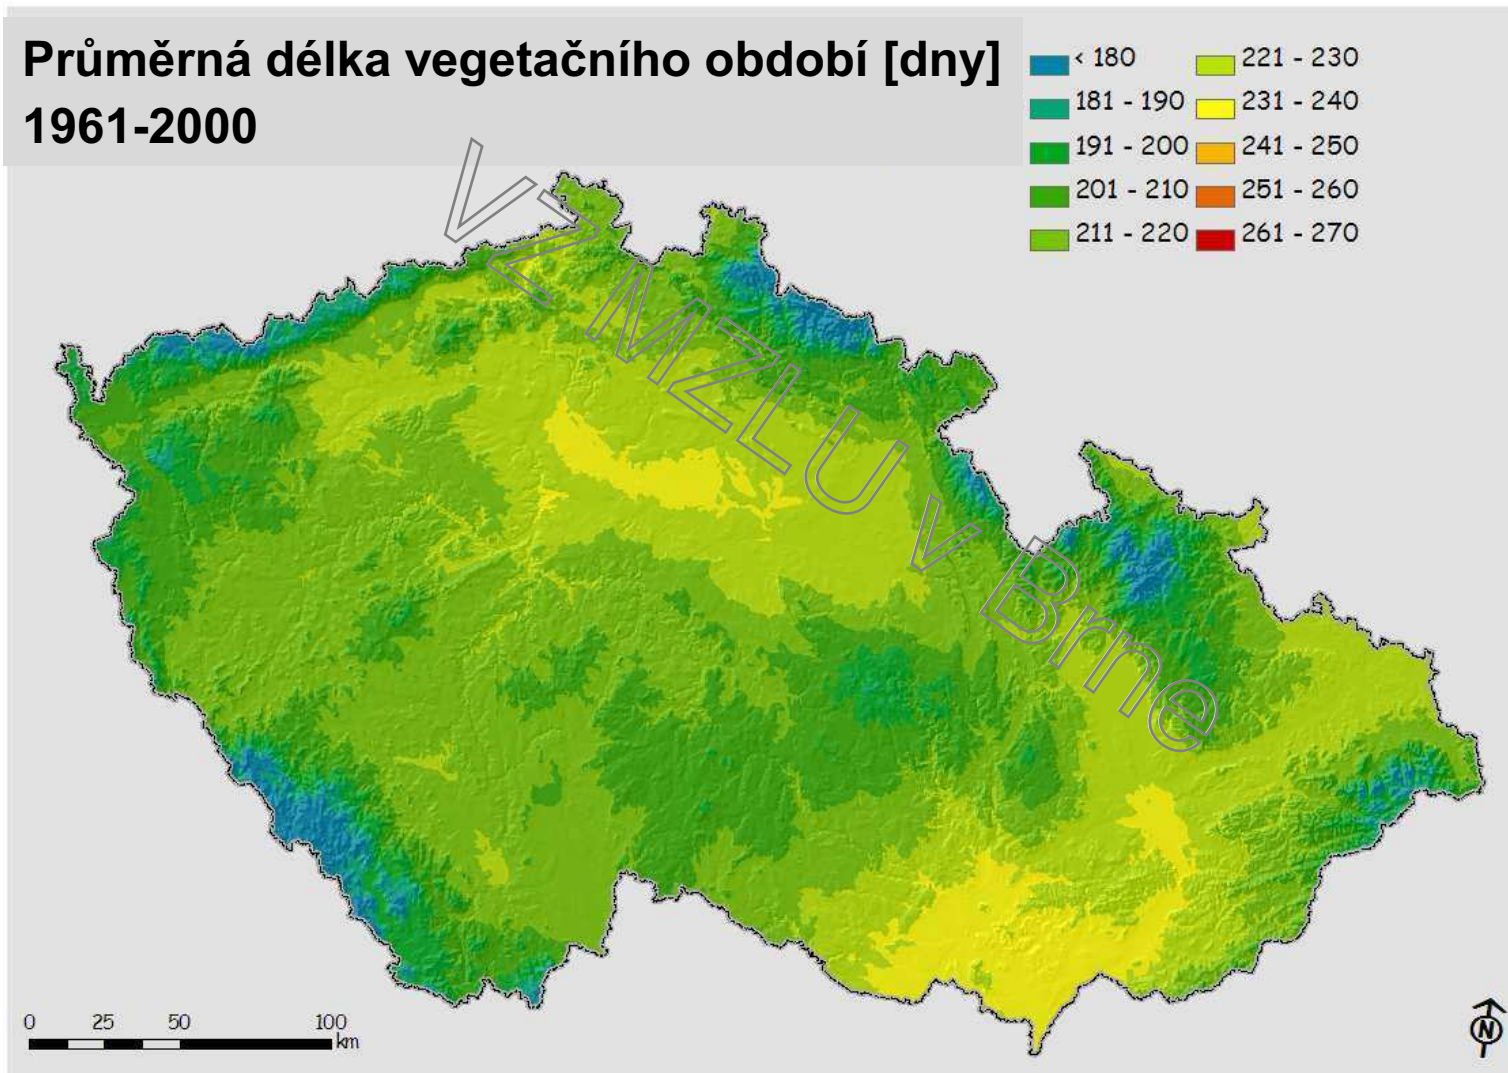 Průměrná délka vegetačního období [dny]
1961-2000
< 180
181 - 190
191 - 200
201 - 210
211 - 220
221 - 230
231 - 240
241 - 250
251 - 260
261 - 270
VZ MZLU v Brne
0 25 50 100
km
N